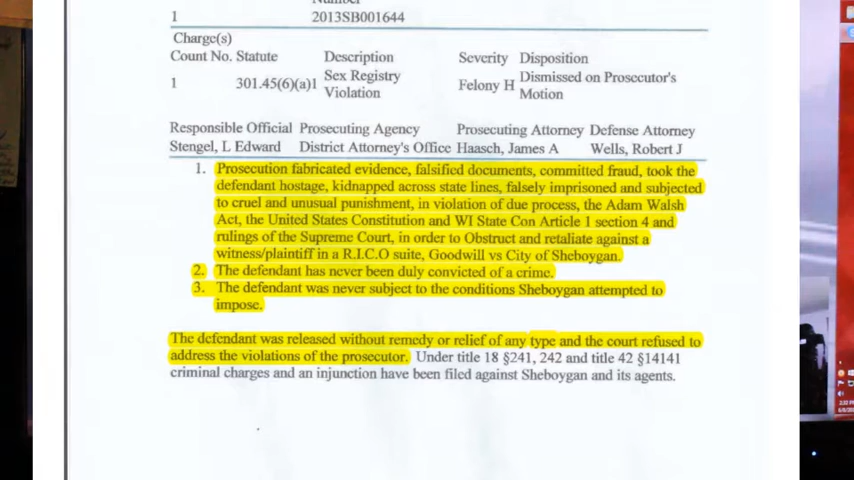 Number
1 2013SB001644
Charge(s)
Count No. Statute Description Severity Disposition
1 301.45(6)(a)1 Sex Registry Violation Felony H Dismissed on Prosecutor's Motion
Responsible Official Prosecuting Agency Prosecuting Attorney Defense Attorney
Stengel, L Edward District Attorney's Office Haasch, James A Wells, Robert J
1. Prosecution fabricated evidence, falsified documents, committed fraud, took the
defendant hostage, kidnapped across state lines, falsely imprisoned and subjected
to cruel and unusual punishment, in violation of due process, the Adam Walsh
Act, the United States Constitution and WI State Con Article 1 section 4 and
rulings of the Supreme Court, in order to Obstruct and retaliate against a
witness/plaintiff in a R.I.C.O suite, Goodwill vs City of Sheboygan.
2. The defendant has never been duly convicted of a crime.
3. The defendant was never subject to the conditions Sheboygan attempted to
impose.
The defendant was released without remedy or relief of any type and the court refused to
address the violations of the prosecutor. Under title 18 §241, 242 and title 42 §14141
criminal charges and an injunction have been filed against Sheboygan and its agents.